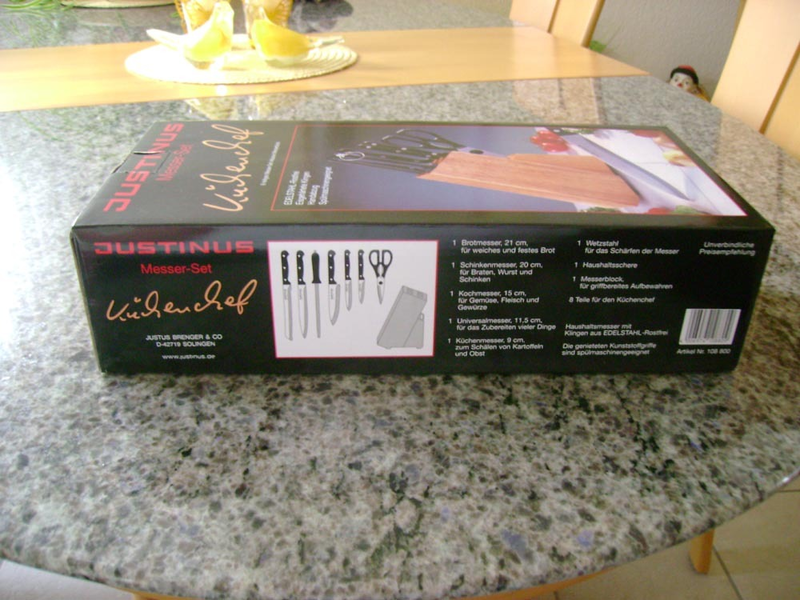 JUSTINUS
Messer-Set
Küchenchef
EDELSTAHL-Rostfrei
JUSTINUS
Messer-Set
Küchenchef
JUSTUS BRENGER & CO
D-42719 SOLINGEN
www.justinus.de
1 Brotmesser, 21 cm,
für weiches und festes Brot
1 Schinkenmesser, 20 cm,
für Braten, Wurst und
Schinken
1 Kochmesser, 15 cm,
für Gemüse, Fleisch und
Gewürze
1 Universalmesser, 11,5 cm,
für das Zubereiten vieler Dinge
1 Küchenmesser, 9 cm,
zum Schälen von Kartoffeln
und Obst
1 Wetzstahl
für das Schärfen der Messer
1 Haushaltsschere
1 Messerblock,
für griffbereites Aufbewahren
8 Teile für den Küchenchef
Haushaltmesser mit
Klingen aus EDELSTAHL-Rostfrei.
Die genieteten Kunststoffgriffe
sind spülmaschinengeeignet
Unverbindliche
Preisempfehlung
Artikel Nr. 109 800